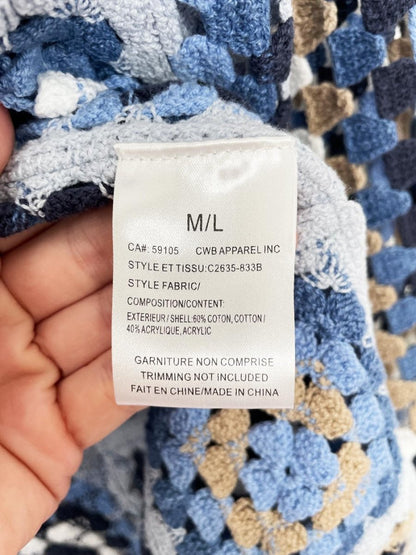 M/L
CA#: 59105 CWB APPAREL INC
STYLE ET TISSU:C2635-833B
STYLE FABRIC/
COMPOSITION/CONTENT:
EXTERIEUR/SHELL:60% COTON, COTTON/
40% ACRYLIQUE, ACRYLIC
GARNITURE NON COMPRISE
TRIMMING NOT INCLUDED
FAIT EN CHINE/MADE IN CHINA